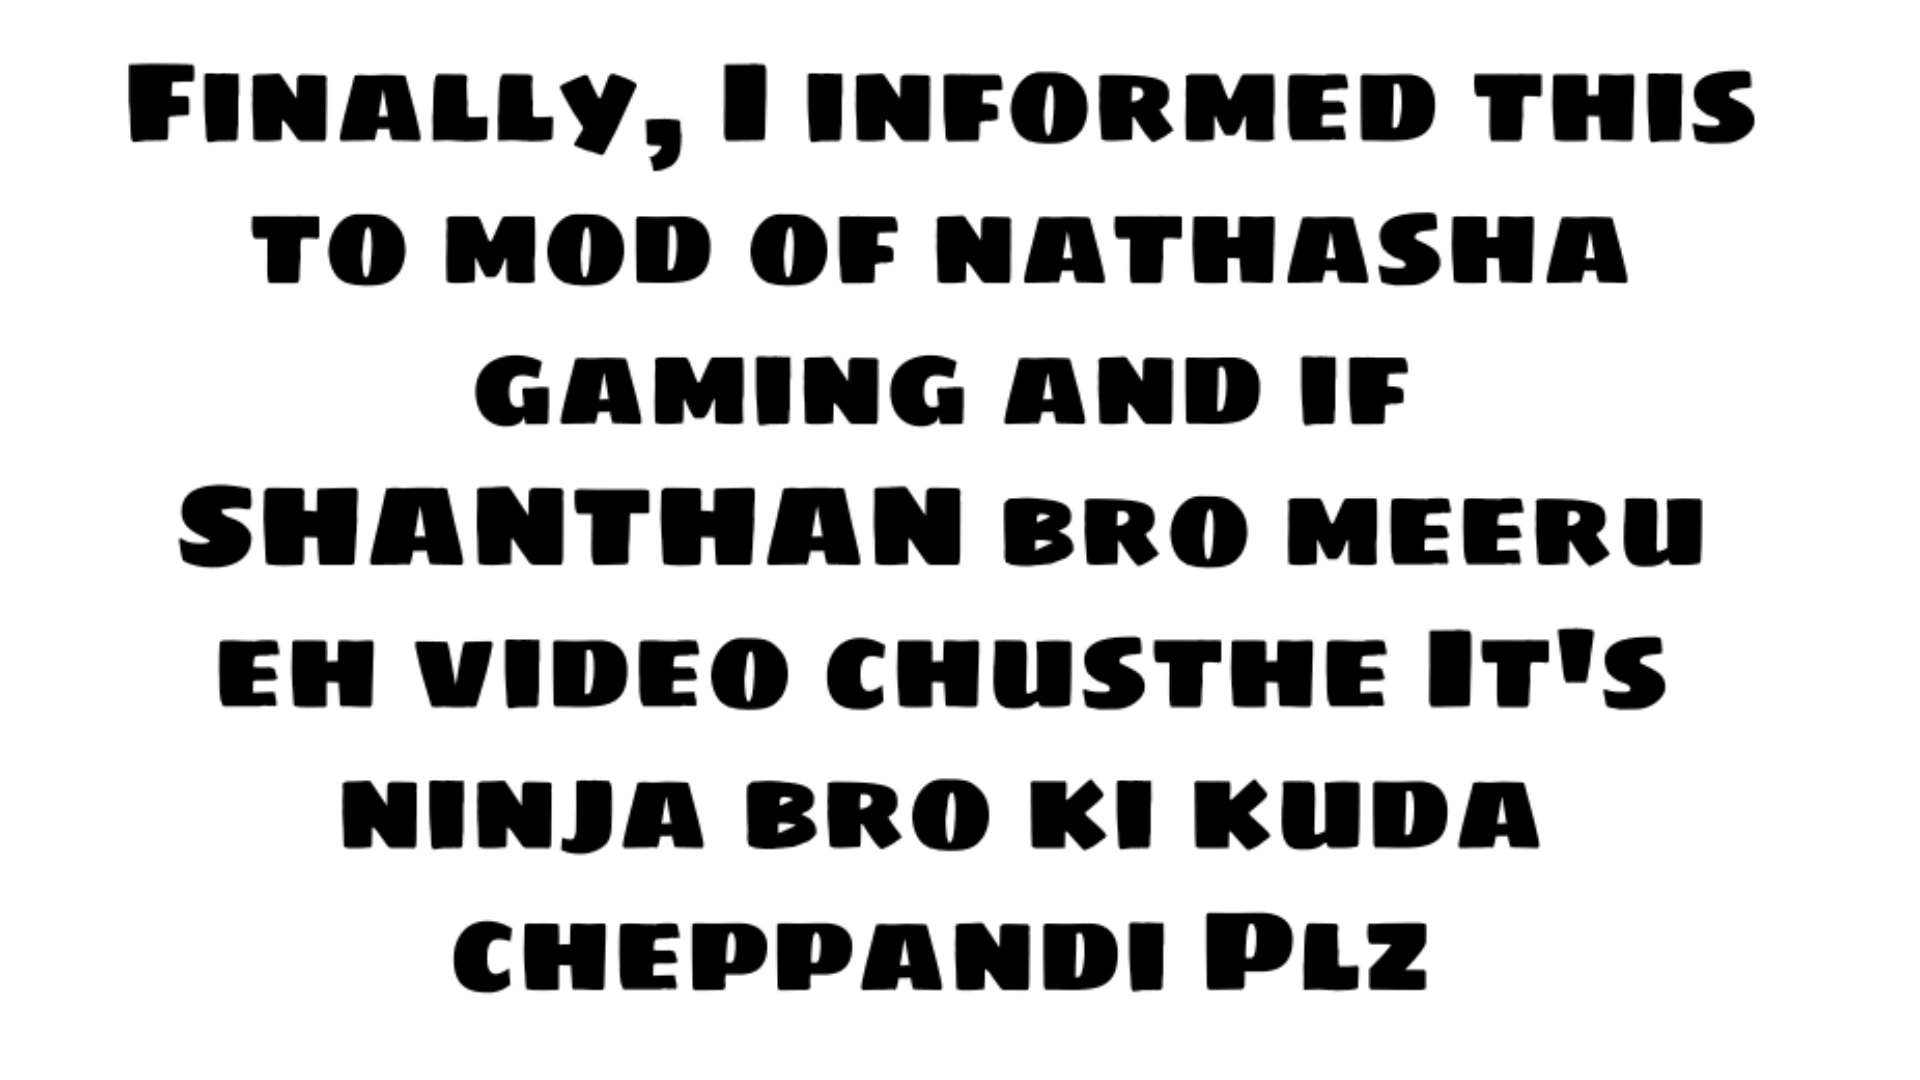 Finally, I informed this
to mod of nathasha
gaming and if
SHANTHAN bro meeru
eh video chusthe It's
ninja bro ki kuda
cheppandi Plz